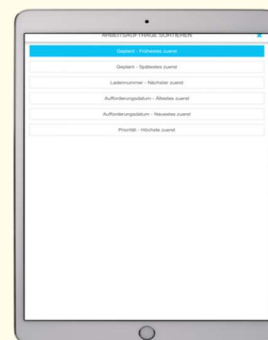 ARBEITSAUFTRÄGE SORTIEREN
Geplant - Frühestes zuerst
Geplant - Spätestes zuerst
Ladennummer - Nächster zuerst
Aufforderungsdatum - Ältestes zuerst
Aufforderungsdatum - Neuestes zuerst
Priorität - Höchste zuerst